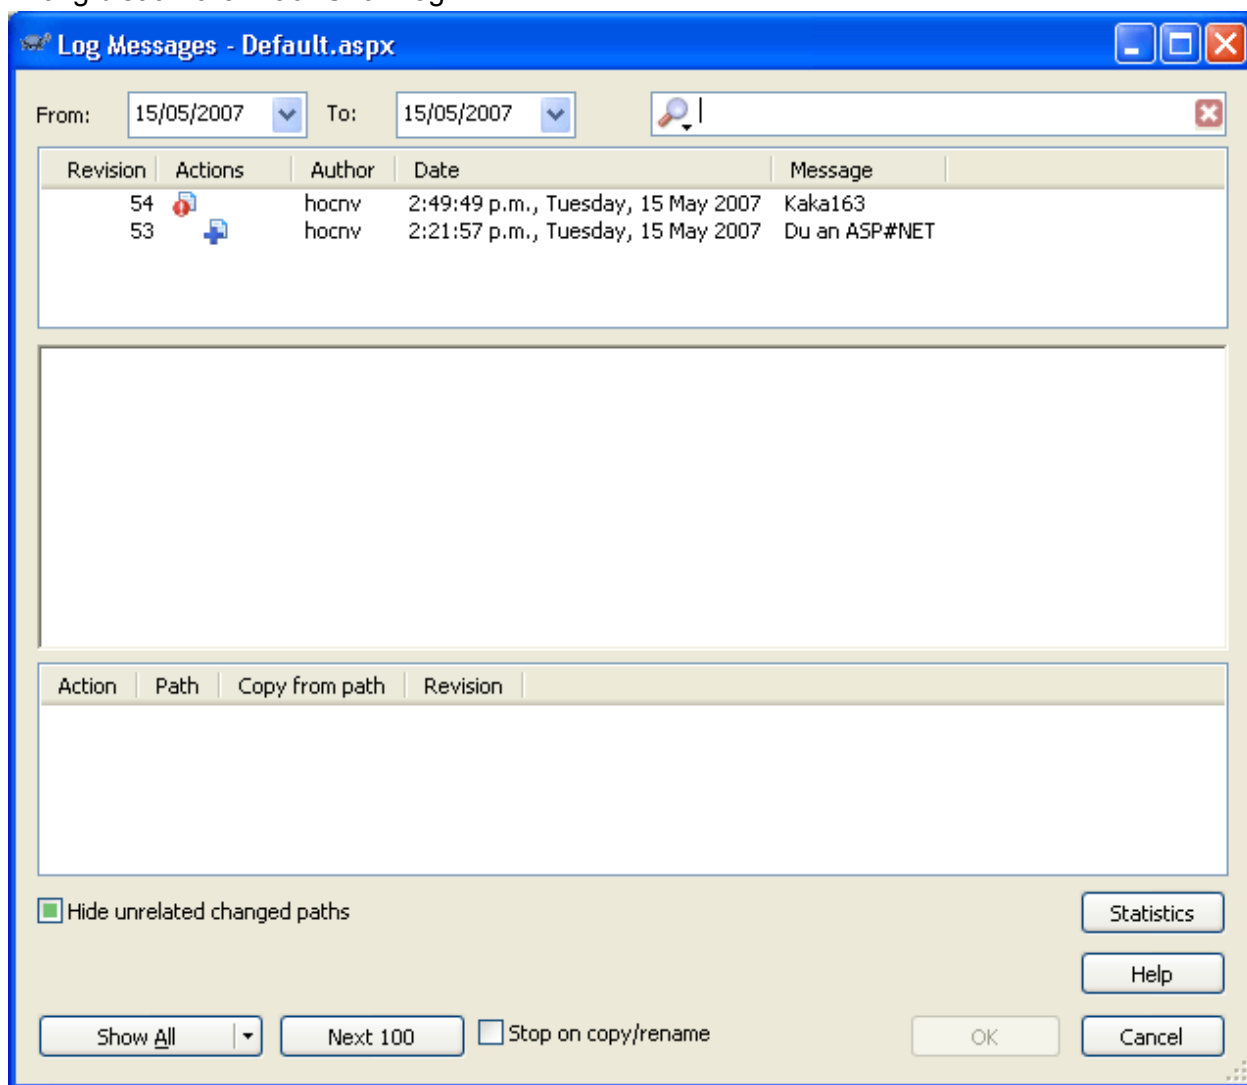 Log Messages - Default.aspx
From: 15/05/2007 To: 15/05/2007
Revision Actions Author Date Message
54 hocnv 2:49:49 p.m., Tuesday, 15 May 2007 Kaka163
53 hocnv 2:21:57 p.m., Tuesday, 15 May 2007 Du an ASP#NET
Action Path Copy from path Revision
Hide unrelated changed paths
Statistics
Help
Show All Next 100 Stop on copy/rename OK Cancel